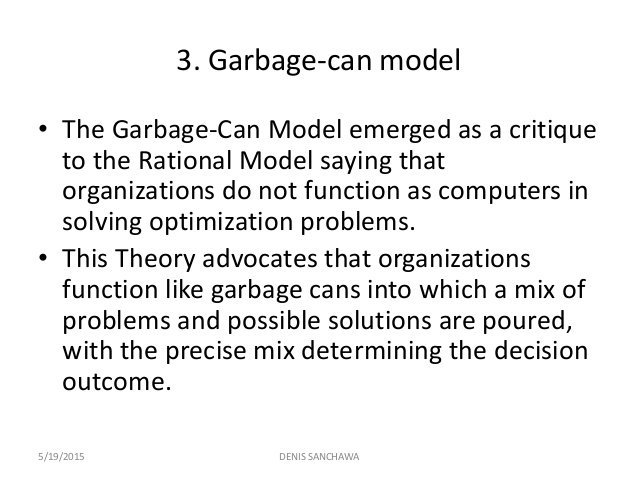 3. Garbage-can model
• The Garbage-Can Model emerged as a critique
to the Rational Model saying that
organizations do not function as computers in
solving optimization problems.
• This Theory advocates that organizations
function like garbage cans into which a mix of
problems and possible solutions are poured,
with the precise mix determining the decision
outcome.
5/19/2015
DENIS SANCHAWA